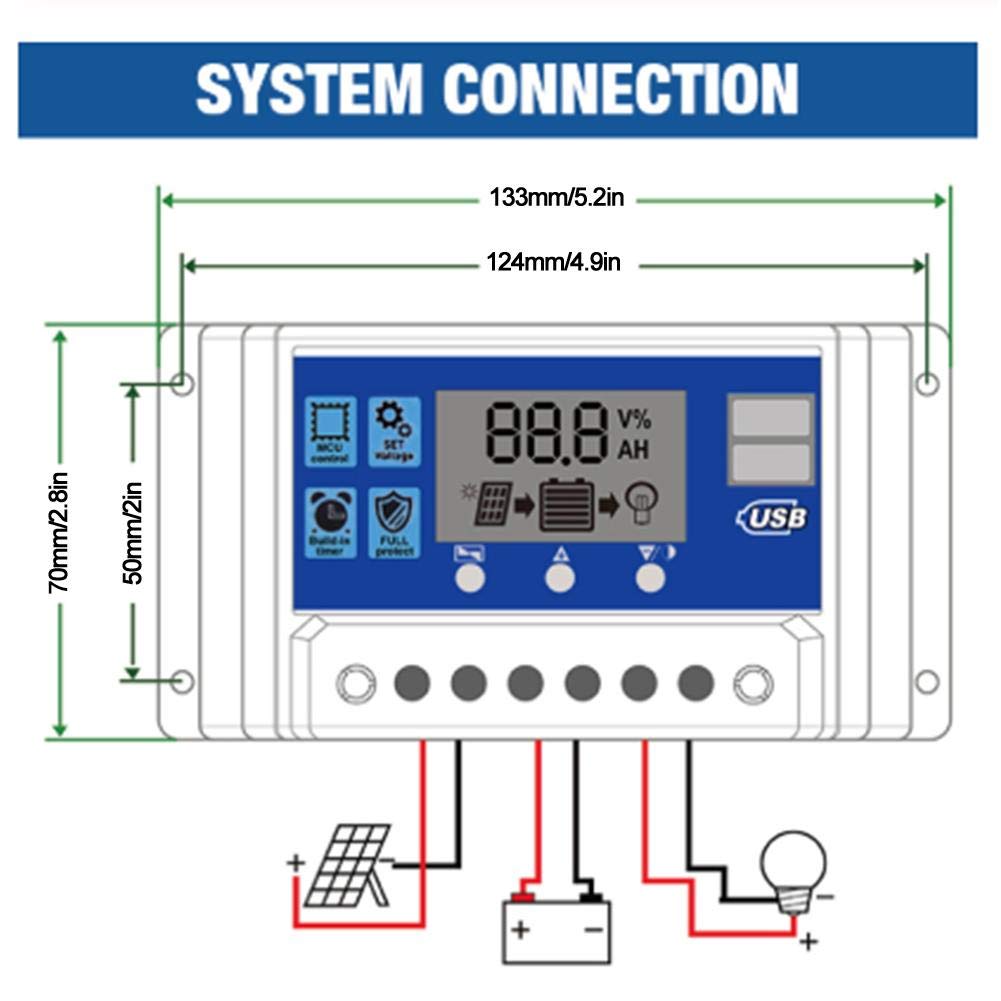 SYSTEM CONNECTION
133mm/5.2in
124mm/4.9in
70mm/2.8in
50mm/2in
MCU
control
SET
Voltage
Build-in
timer
FULL
protect
88.8 V%
AH
USB
+
−
+ −
−
+